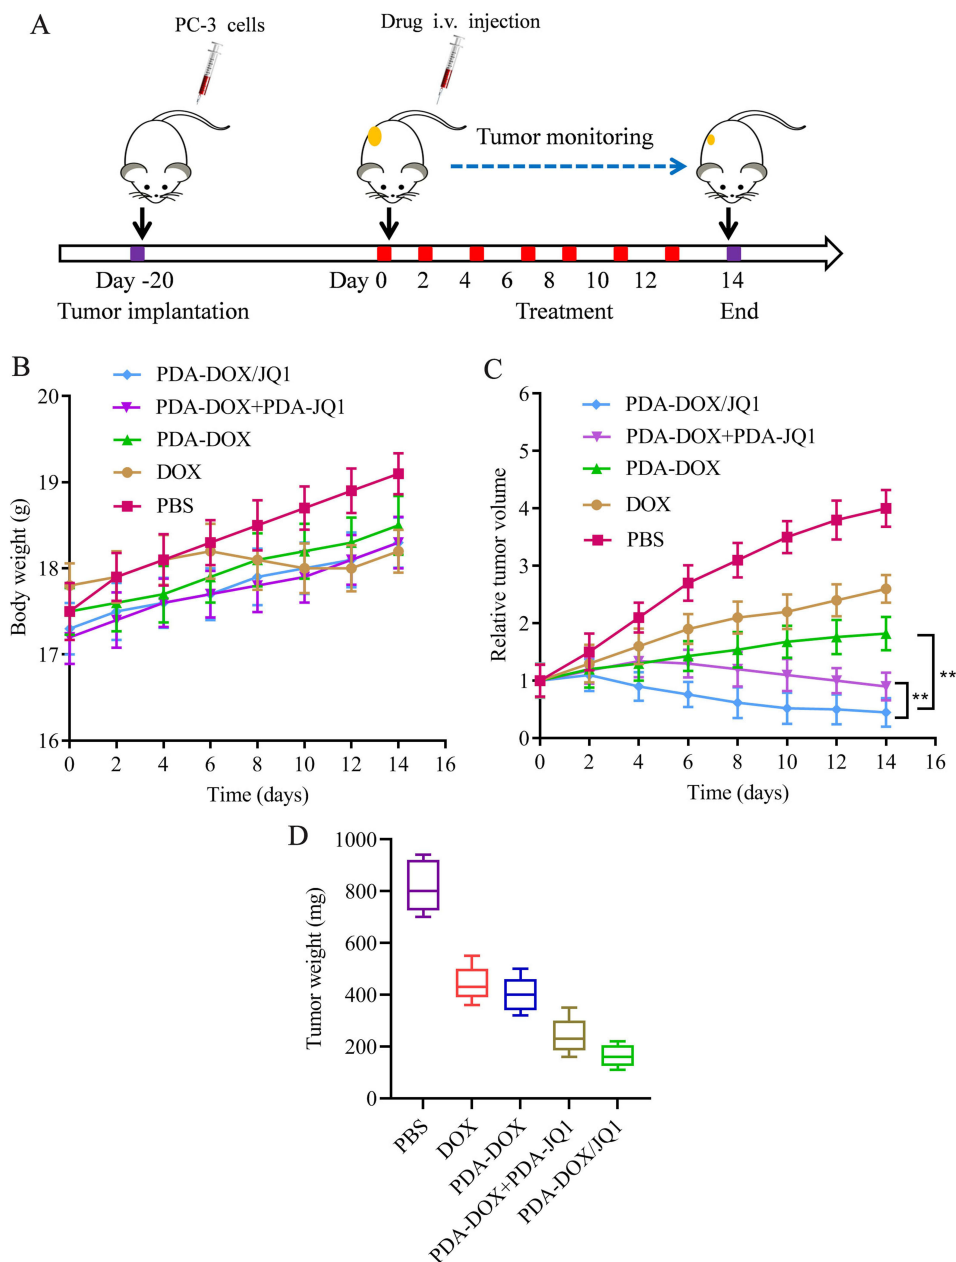 A
PC-3 cells
Drug i.v. injection
Tumor monitoring
Day -20
Day 0 2 4 6 8 10 12 14
Tumor implantation
Treatment
End
B
PDA-DOX/JQ1
PDA-DOX+PDA-JQ1
PDA-DOX
DOX
PBS
Body weight (g)
20
19
18
17
16
0 2 4 6 8 10 12 14 16
Time (days)
C
PDA-DOX/JQ1
PDA-DOX+PDA-JQ1
PDA-DOX
DOX
PBS
Relative tumor volume
6
5
4
3
2
1
0
**
**
0 2 4 6 8 10 12 14 16
Time (days)
D
Tumor weight (mg)
1000
800
600
400
200
0
PBS
DOX
PDA-DOX
PDA-DOX+PDA-JQ1
PDA-DOX/JQ1